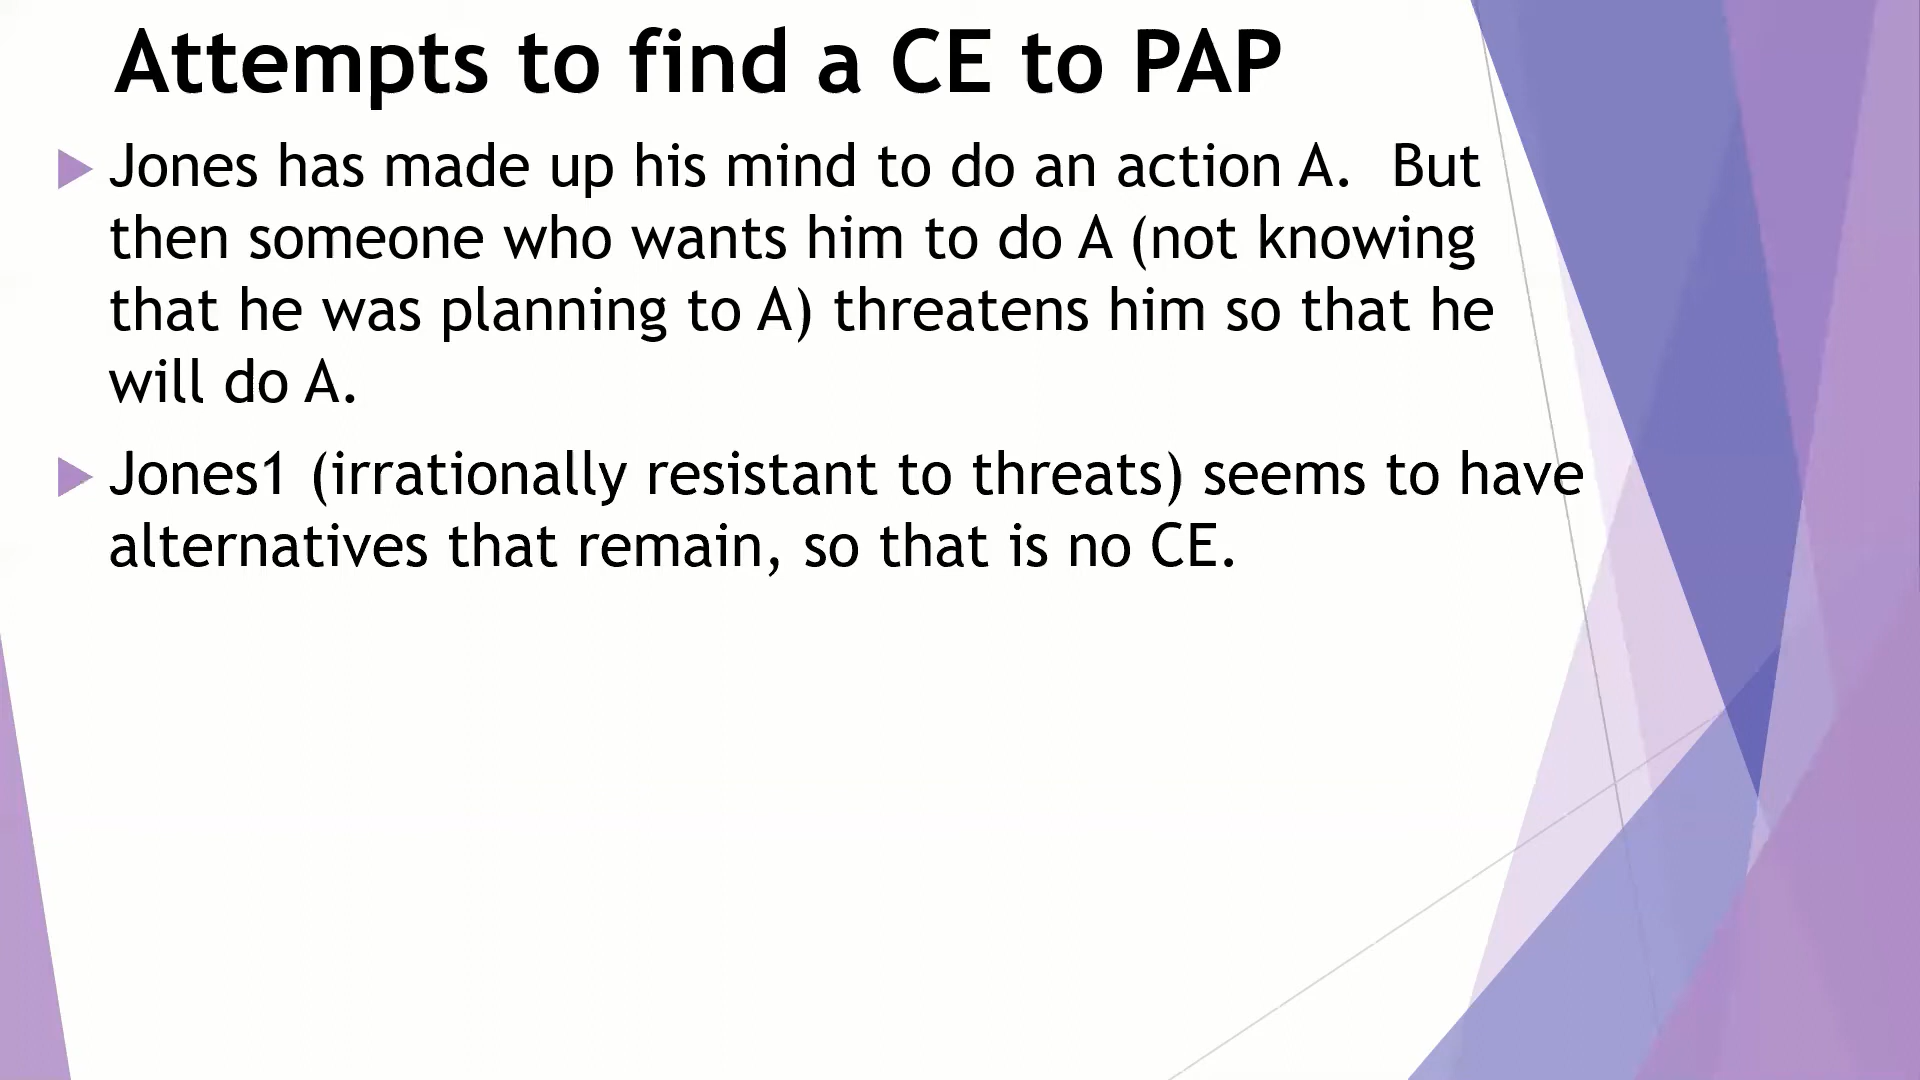 Attempts to find a CE to PAP
Jones has made up his mind to do an action A.  But
then someone who wants him to do A (not knowing
that he was planning to A) threatens him so that he
will do A.
Jones1 (irrationally resistant to threats) seems to have
alternatives that remain, so that is no CE.